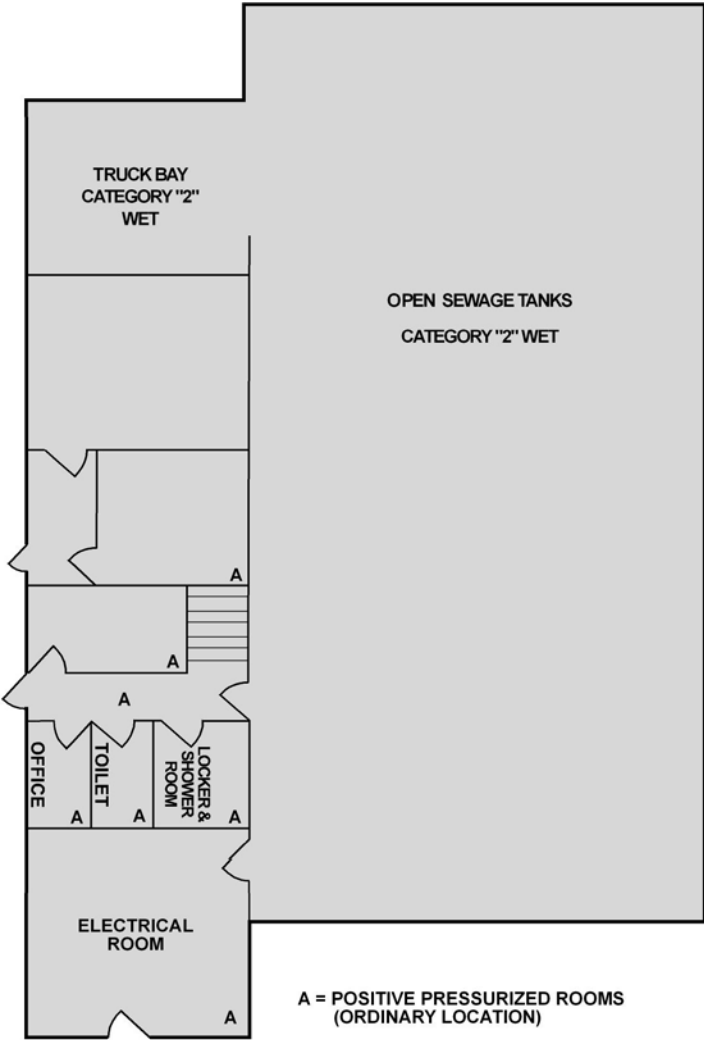 TRUCK BAY
CATEGORY "2"
WET
OPEN SEWAGE TANKS
CATEGORY "2" WET
A
A
A
OFFICE
TOILET
LOCKER &
SHOWER
ROOM
A
A
A
ELECTRICAL
ROOM
A
A = POSITIVE PRESSURIZED ROOMS
(ORDINARY LOCATION)